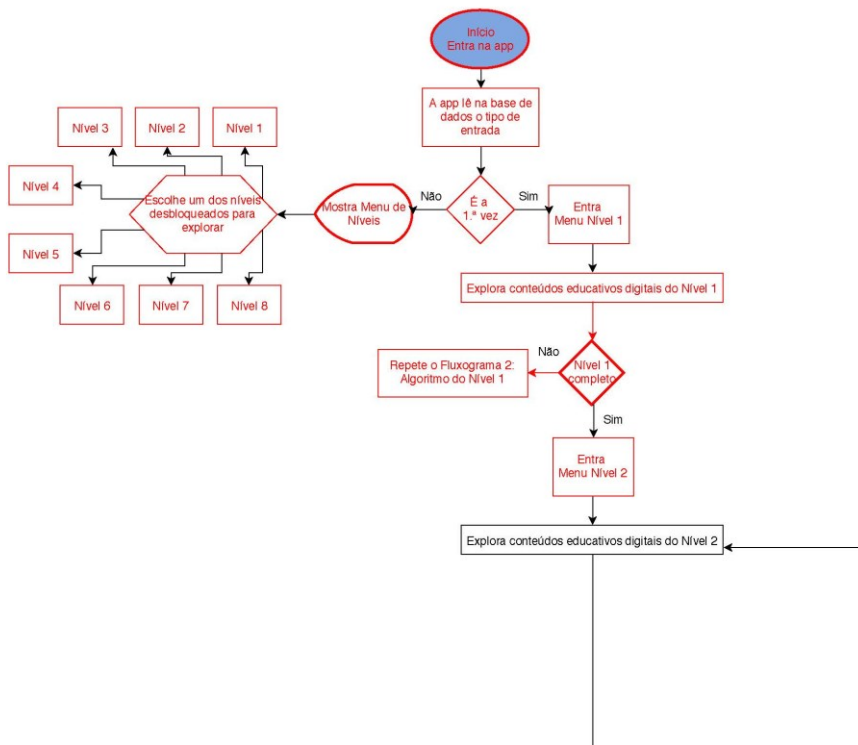 Início
Entra na app
A app lê na base de
dados o tipo de
entrada
É a
1.ª vez
Não
Sim
Mostra Menu de
Níveis
Escolhe um dos níveis
desbloqueados para
explorar
Nível 1
Nível 2
Nível 3
Nível 4
Nível 5
Nível 6
Nível 7
Nível 8
Entra
Menu Nível 1
Explora conteúdos educativos digitais do Nível 1
Nível 1
completo
Não
Repete o Fluxograma 2:
Algoritmo do Nível 1
Sim
Entra
Menu Nível 2
Explora conteúdos educativos digitais do Nível 2